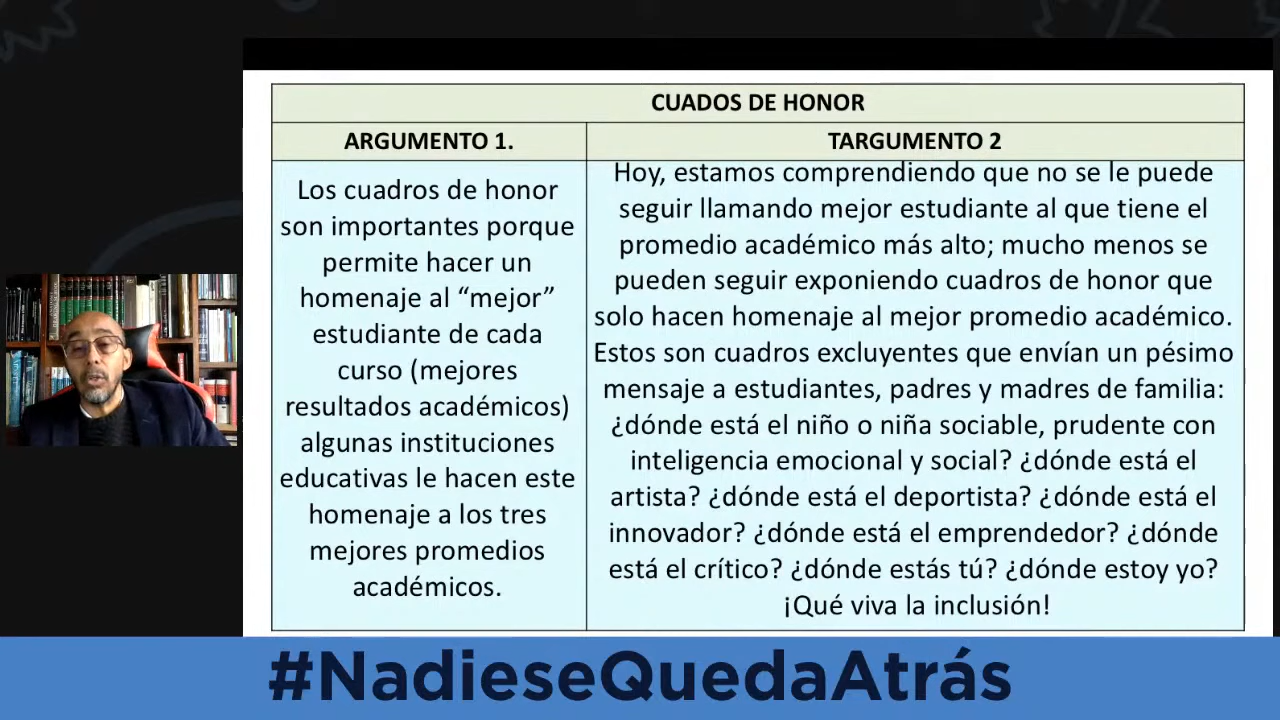 CUADOS DE HONOR
ARGUMENTO 1.
TARGUMENTO 2
Los cuadros de honor
son importantes porque
permite hacer un
homenaje al “mejor”
estudiante de cada
curso (mejores
resultados académicos)
algunas instituciones
educativas le hacen este
homenaje a los tres
mejores promedios
académicos.
Hoy, estamos comprendiendo que no se le puede
seguir llamando mejor estudiante al que tiene el
promedio académico más alto; mucho menos se
pueden seguir exponiendo cuadros de honor que
solo hacen homenaje al mejor promedio académico.
Estos son cuadros excluyentes que envían un pésimo
mensaje a estudiantes, padres y madres de familia:
¿dónde está el niño o niña sociable, prudente con
inteligencia emocional y social? ¿dónde está el
artista? ¿dónde está el deportista? ¿dónde está el
innovador? ¿dónde está el emprendedor? ¿dónde
está el crítico? ¿dónde estás tú? ¿dónde estoy yo?
¡Qué viva la inclusión!
#NadieseQuedaAtrás